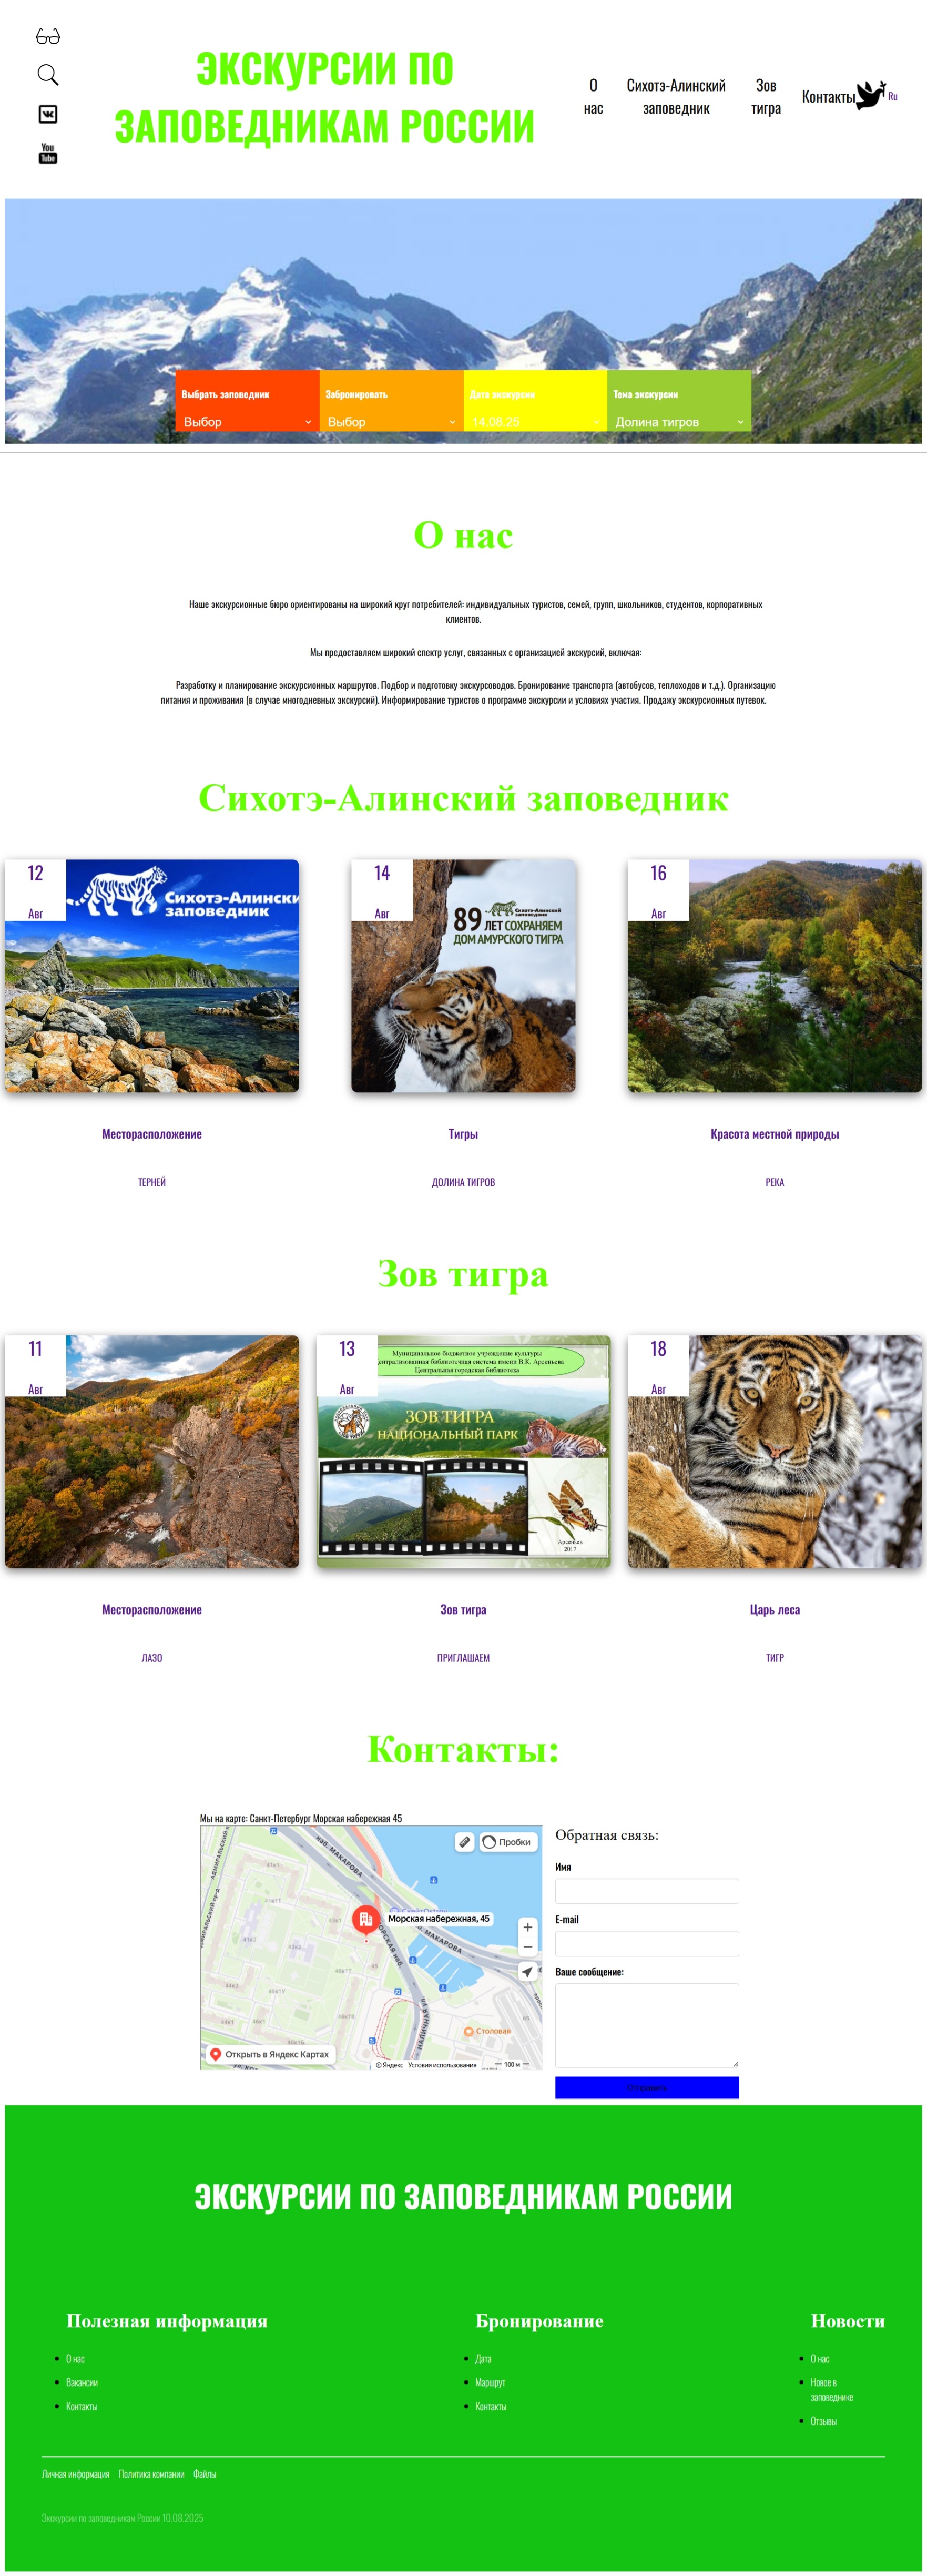 You
Tube
ЭКСКУРСИИ ПО
ЗАПОВЕДНИКАМ РОССИИ
О
нас
Сихотэ-Алинский
заповедник
Зов
тигра
Контакты
Ru
Выбрать заповедник
Забронировать
Дата экскурсии
Тема экскурсии
Выбор
Выбор
14.08.25
Долина тигров
О нас
Наше экскурсионные бюро ориентированы на широкий круг потребителей: индивидуальных туристов, семей, групп, школьников, студентов, корпоративных
клиентов.
Мы предоставляем широкий спектр услуг, связанных с организацией экскурсий, включая:
Разработку и планирование экскурсионных маршрутов. Подбор и подготовку экскурсоводов. Бронирование транспорта (автобусов, теплоходов и т.д.). Организацию
питания и проживания (в случае многодневных экскурсий). Информирование туристов о программе экскурсии и условиях участия. Продажу экскурсионных путевок.
Сихотэ-Алинский заповедник
12
Авг
Сихотэ-Алински
заповедник
14
Авг
Сихотэ-Алинский
заповедник
89 ЛЕТ СОХРАНЯЕМ
ДОМ АМУРСКОГО ТИГРА
16
Авг
Месторасположение
Тигры
Красота местной природы
ТЕРНЕЙ
ДОЛИНА ТИГРОВ
РЕКА
Зов тигра
11
Авг
13
Авг
Муниципальное бюджетное учреждение культуры
ентрализованная библиотечная система имени В.К. Арсеньева
Центральная городская библиотека
ЗОВ ТИГРА
НАЦИОНАЛЬНЫЙ ПАРК
Арсеньев
2017
18
Авг
Месторасположение
Зов тигра
Царь леса
ЛАЗО
ПРИГЛАШАЕМ
ТИГР
Контакты:
Мы на карте: Санкт-Петербург Морская набережная 45
Пробки
наб. МАКАРОВА
Морская набережная, 45
наб. МАКАРОВА
НАЛИЧНАЯ
Столовая
Открыть в Яндекс Картах
© Яндекс Условия использования
100 м
Обратная связь:
Имя
E-mail
Ваше сообщение:
Отправить
ЭКСКУРСИИ ПО ЗАПОВЕДНИКАМ РОССИИ
Полезная информация
О нас
Вакансии
Контакты
Бронирование
Дата
Маршрут
Контакты
Новости
О нас
Новое в
заповеднике
Отзывы
Личная информация Политика компании Файлы
Экскурсии по заповедникам России 10.08.2025